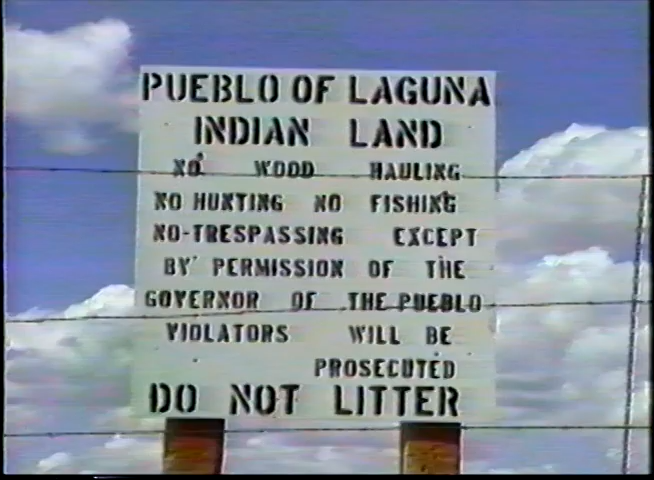 PUEBLO OF LAGUNA
INDIAN LAND
NO WOOD HAULING
NO HUNTING NO FISHING
NO-TRESPASSING EXCEPT
BY PERMISSION OF THE
GOVERNOR OF THE PUEBLO
VIOLATORS WILL BE
PROSECUTED
DO NOT LITTER